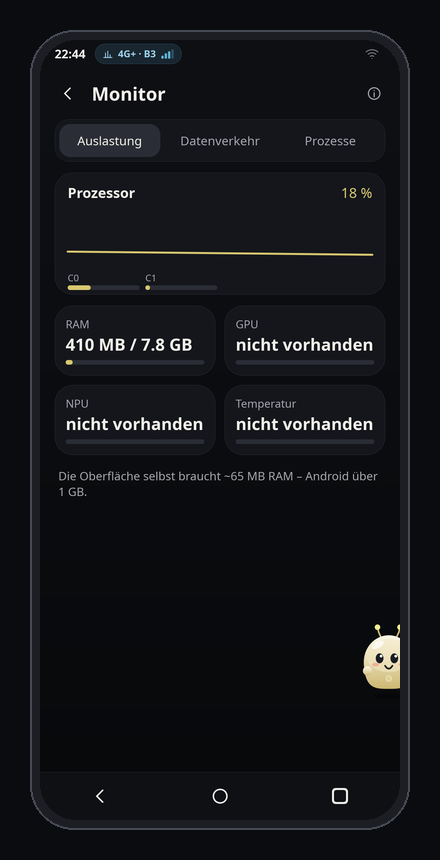 22:44
4G+ · B3
Monitor
Auslastung
Datenverkehr
Prozesse
Prozessor
18 %
C0
C1
RAM
410 MB / 7.8 GB
GPU
nicht vorhanden
NPU
nicht vorhanden
Temperatur
nicht vorhanden
Die Oberfläche selbst braucht ~65 MB RAM – Android über
1 GB.